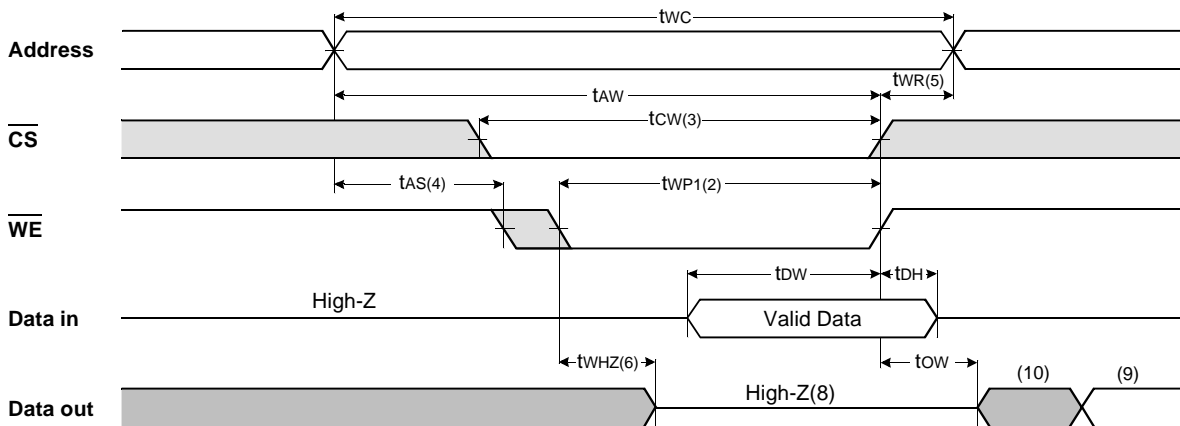 tWC
Address
tWR(5)
tAW
tCW(3)
CS
tAS(4)
tWP1(2)
WE
tDW
tDH
High-Z
Data in
Valid Data
tWHZ(6)
tOW
High-Z(8)
(10)
(9)
Data out